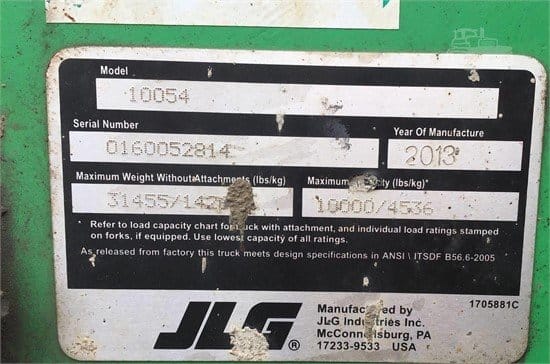 Model
10054
Serial Number
0160052814
Year Of Manufacture
2013
Maximum Weight Without Attachments (lbs/kg)
Maximum (lbs/kg)*
10000/4536
Refer to load capacity chart for truck with attachment, and individual load ratings stamped
on forks, if equipped. Use lowest capacity of all ratings.
As released from factory this truck meets design specifications in ANSI \ ITSDF B56.6-2005
JLG ®
Manufactured by
JLG Industries Inc.
McConnellsburg, PA
17233-9533 USA
1705881C